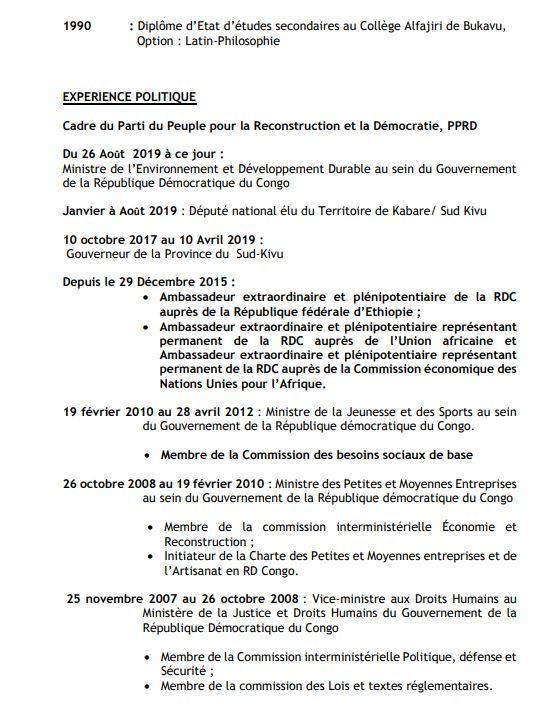 1990 : Diplôme d’Etat d’études secondaires au Collège Alfajiri de Bukavu,
Option : Latin-Philosophie
EXPERIENCE POLITIQUE
Cadre du Parti du Peuple pour la Reconstruction et la Démocratie, PPRD
Du 26 Août 2019 à ce jour :
Ministre de l’Environnement et Développement Durable au sein du Gouvernement
de la République Démocratique du Congo
Janvier à Août 2019 : Député national élu du Territoire de Kabare/ Sud Kivu
10 octobre 2017 au 10 Avril 2019 :
Gouverneur de la Province du Sud-Kivu
Depuis le 29 Décembre 2015 :
• Ambassadeur extraordinaire et plénipotentiaire de la RDC
auprès de la République fédérale d’Ethiopie ;
• Ambassadeur extraordinaire et plénipotentiaire représentant
permanent de la RDC auprès de l’Union africaine et
Ambassadeur extraordinaire et plénipotentiaire représentant
permanent de la RDC auprès de la Commission économique des
Nations Unies pour l’Afrique.
19 février 2010 au 28 avril 2012 : Ministre de la Jeunesse et des Sports au sein
du Gouvernement de la République démocratique du Congo.
• Membre de la Commission des besoins sociaux de base
26 octobre 2008 au 19 février 2010 : Ministre des Petites et Moyennes Entreprises
au sein du Gouvernement de la République démocratique du Congo
• Membre de la commission interministérielle Économie et
Reconstruction ;
• Initiateur de la Charte des Petites et Moyennes entreprises et de
l’Artisanat en RD Congo.
25 novembre 2007 au 26 octobre 2008 : Vice-ministre aux Droits Humains au
Ministère de la Justice et Droits Humains du Gouvernement de la
République Démocratique du Congo
• Membre de la Commission interministérielle Politique, défense et
Sécurité ;
• Membre de la commission des Lois et textes réglementaires.